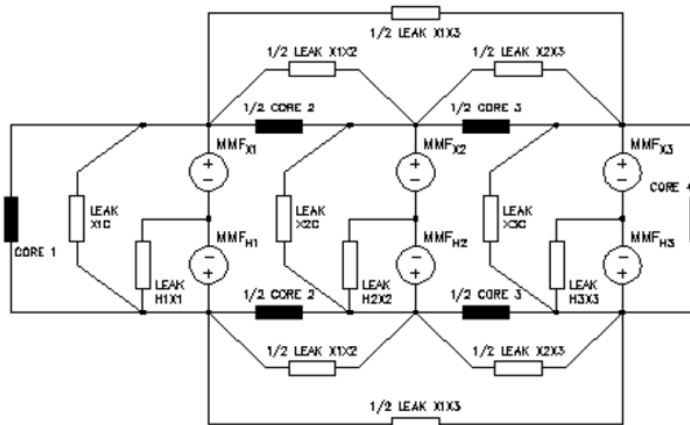 1/2 LEAK X1X3
1/2 LEAK X1X2
1/2 LEAK X2X3
1/2 CORE 2
1/2 CORE 3
MMFX1
MMFX2
MMFX3
CORE 4
LEAK
X1C
LEAK
X2C
LEAK
X3C
MMFH1
MMFH2
MMFH3
CORE 1
LEAK
H1X1
1/2 CORE 2
LEAK
H2X2
1/2 CORE 3
LEAK
H3X3
1/2 LEAK X1X2
1/2 LEAK X2X3
1/2 LEAK X1X3